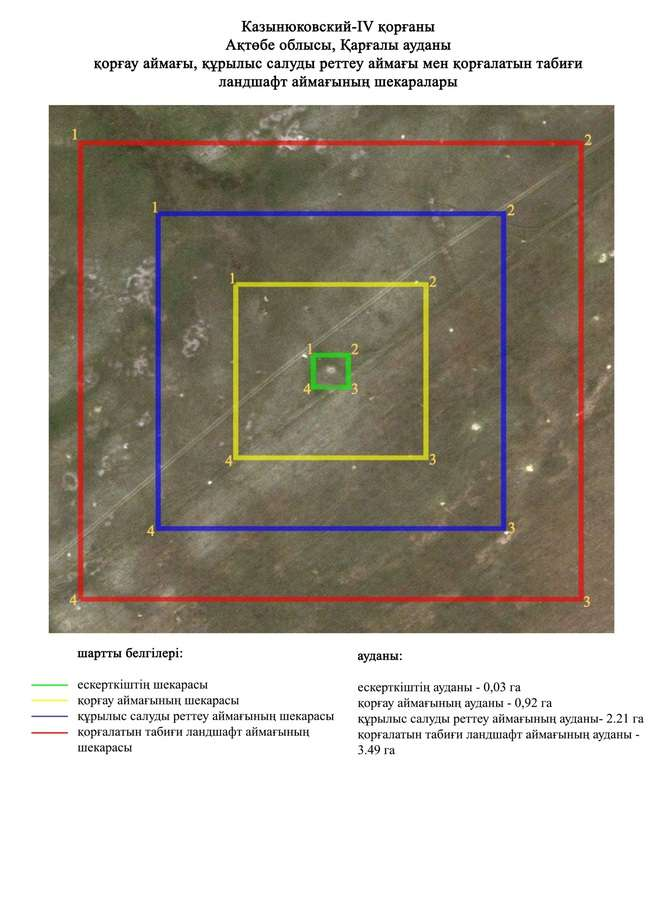 Казынюковский-IV қорғаны
Ақтөбе облысы, Қарғалы ауданы
қорғау аймағы, құрылыс салуды реттеу аймағы мен қорғалатын табиғи
ландшафт аймағының шекаралары
1
2
1
2
1
2
1
2
4
3
4
3
4
3
4
3
шартты белгілері:
ескерткіштің шекарасы
қорғау аймағының шекарасы
құрылыс салуды реттеу аймағының шекарасы
қорғалатын табиғи ландшафт аймағының
шекарасы
ауданы:
ескерткіштің ауданы - 0,03 га
қорғау аймағының ауданы - 0,92 га
құрылыс салуды реттеу аймағының ауданы- 2.21 га
қорғалатын табиғи ландшафт аймағының ауданы -
3.49 га